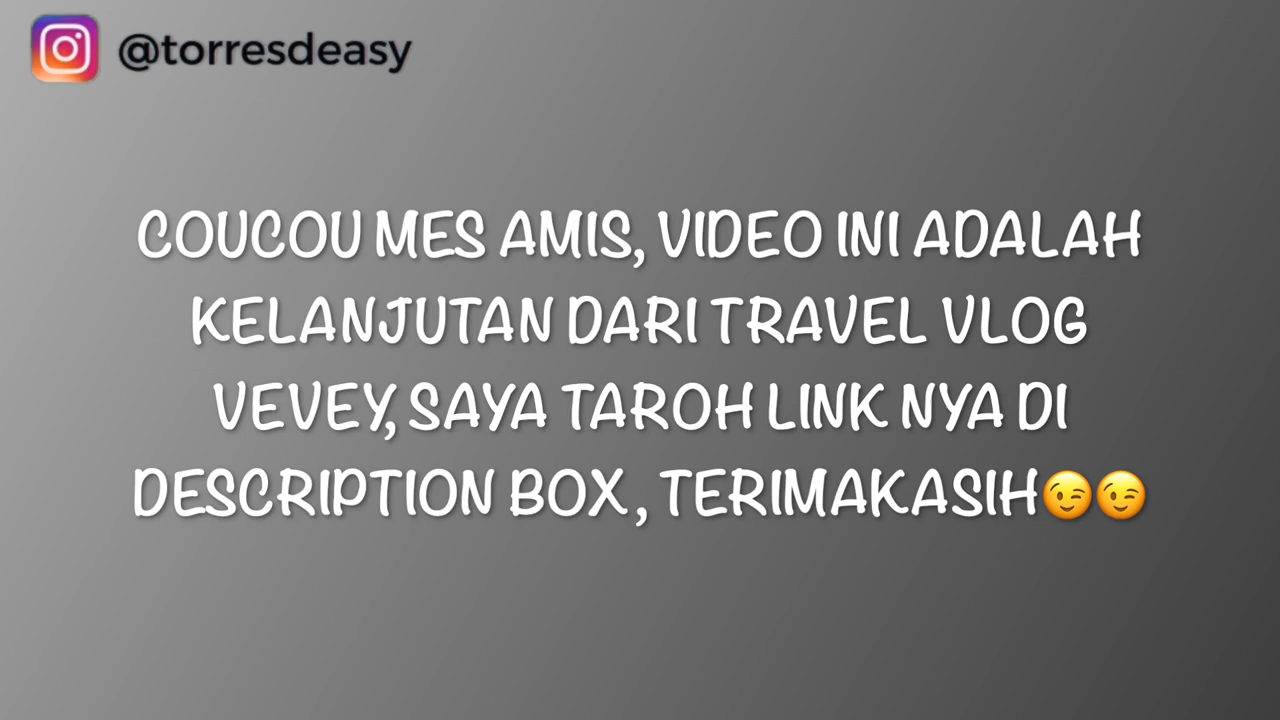 @torresdeasy
COUCOU MES AMIS, VIDEO INI ADALAH
KELANJUTAN DARI TRAVEL VLOG
VEVEY, SAYA TAROH LINK NYA DI
DESCRIPTION BOX , TERIMAKASIH😉😉